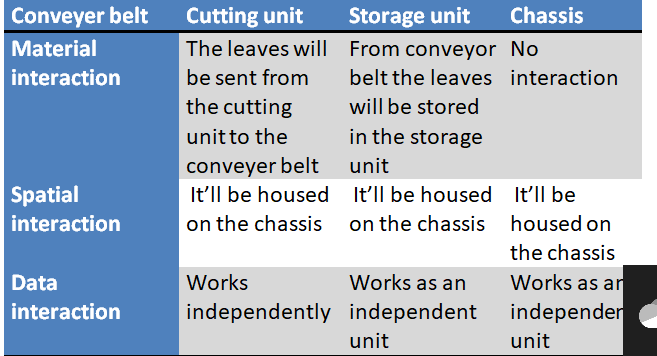 Conveyer belt Cutting unit Storage unit Chassis
Material interaction
The leaves will be sent from the cutting unit to the conveyer belt
From conveyor belt the leaves will be stored in the storage unit
No interaction
Spatial interaction
It’ll be housed on the chassis
It’ll be housed on the chassis
It’ll be housed on the chassis
Data interaction
Works independently
Works as an independent unit
Works as an independen unit